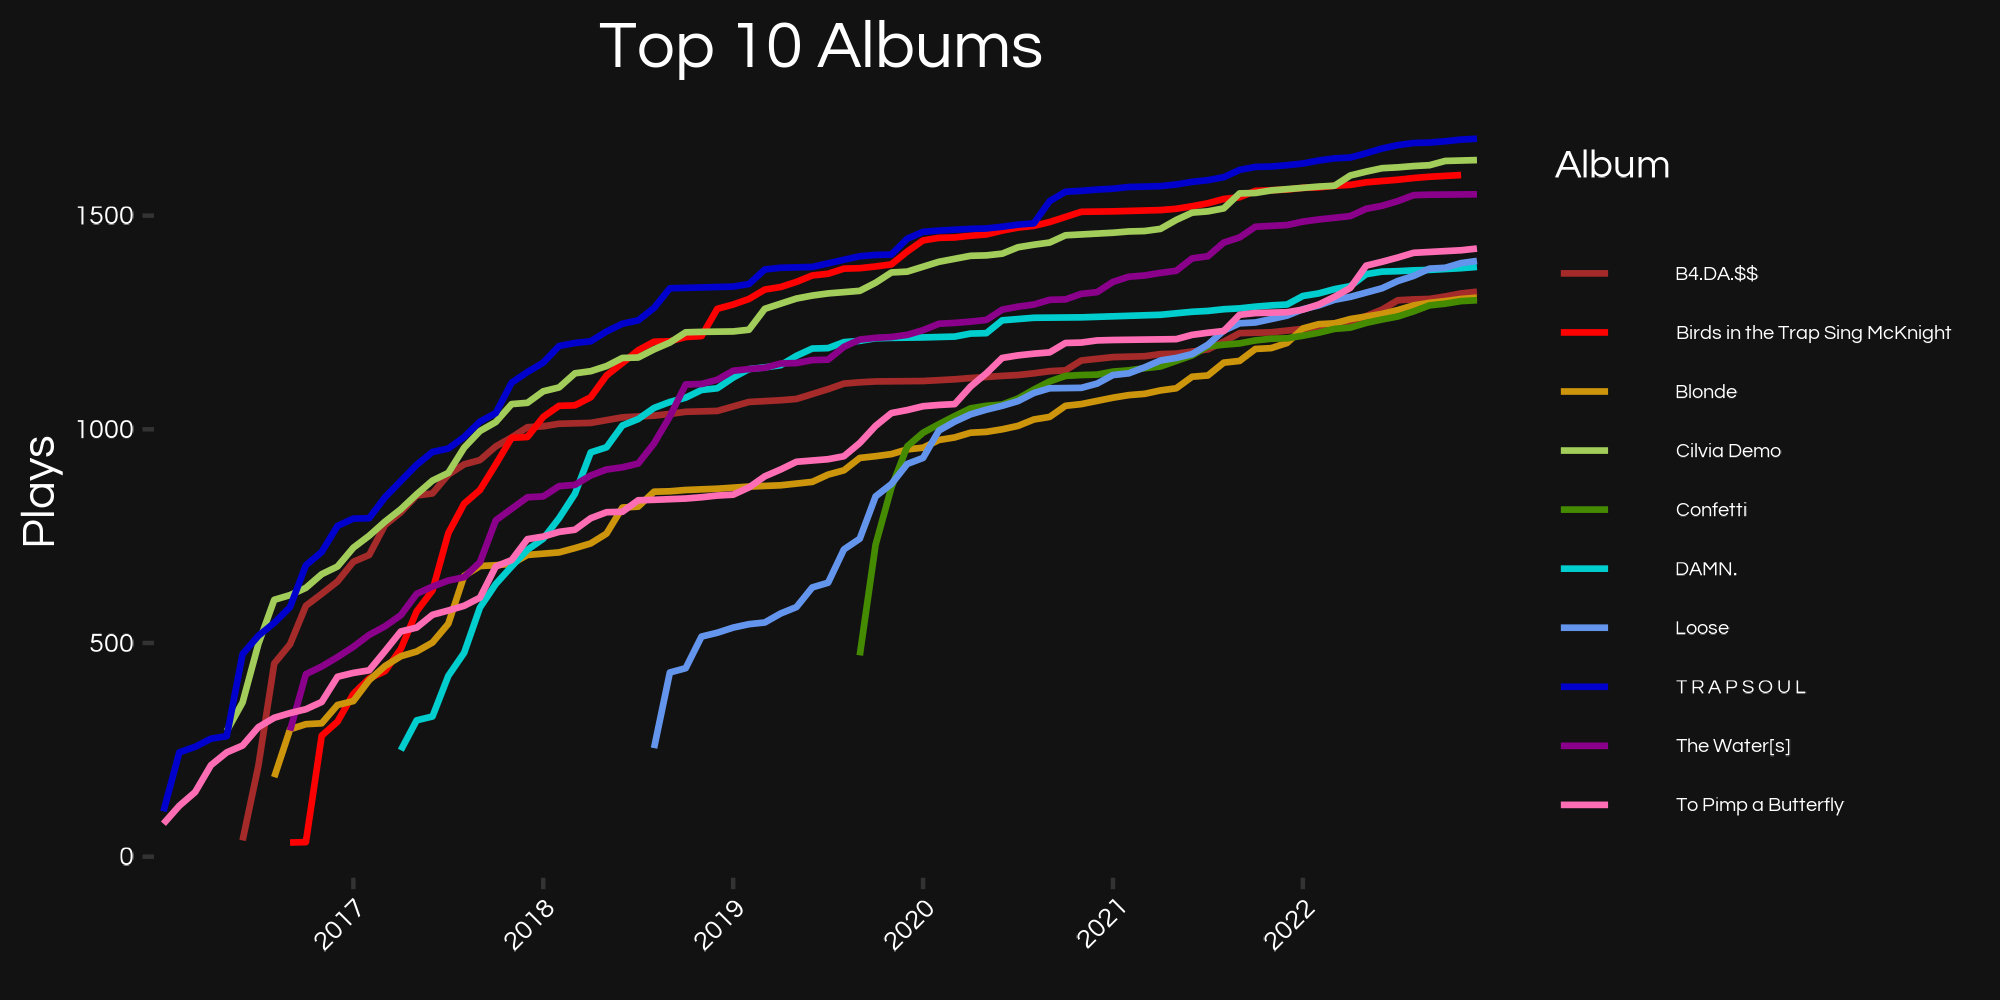 Top 10 Albums
Plays
1500
1000
500
0
2017
2018
2019
2020
2021
2022
Album
B4.DA.$$
Birds in the Trap Sing McKnight
Blonde
Cilvia Demo
Confetti
DAMN.
Loose
T R A P S O U L
The Water[s]
To Pimp a Butterfly